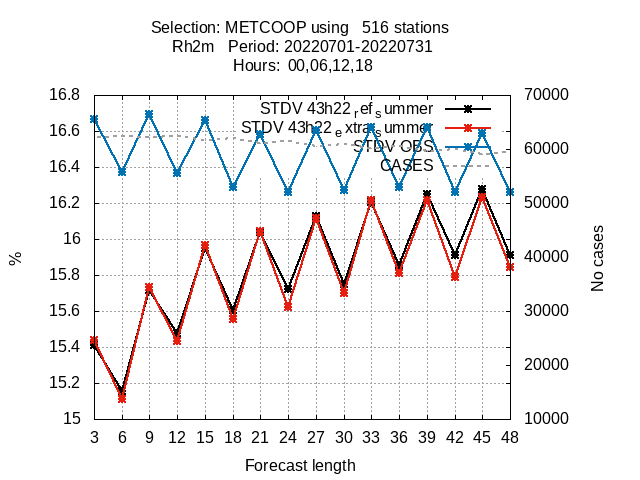 Selection: METCOOP using 516 stations
Rh2m Period: 20220701-20220731
Hours: 00,06,12,18
STDV 43h22_ref_summer
STDV 43h22_extra_summer
STDV OBS
CASES
16.8
16.6
16.4
16.2
16
15.8
15.6
15.4
15.2
15
%
70000
60000
50000
40000
30000
20000
10000
No cases
3 6 9 12 15 18 21 24 27 30 33 36 39 42 45 48
Forecast length